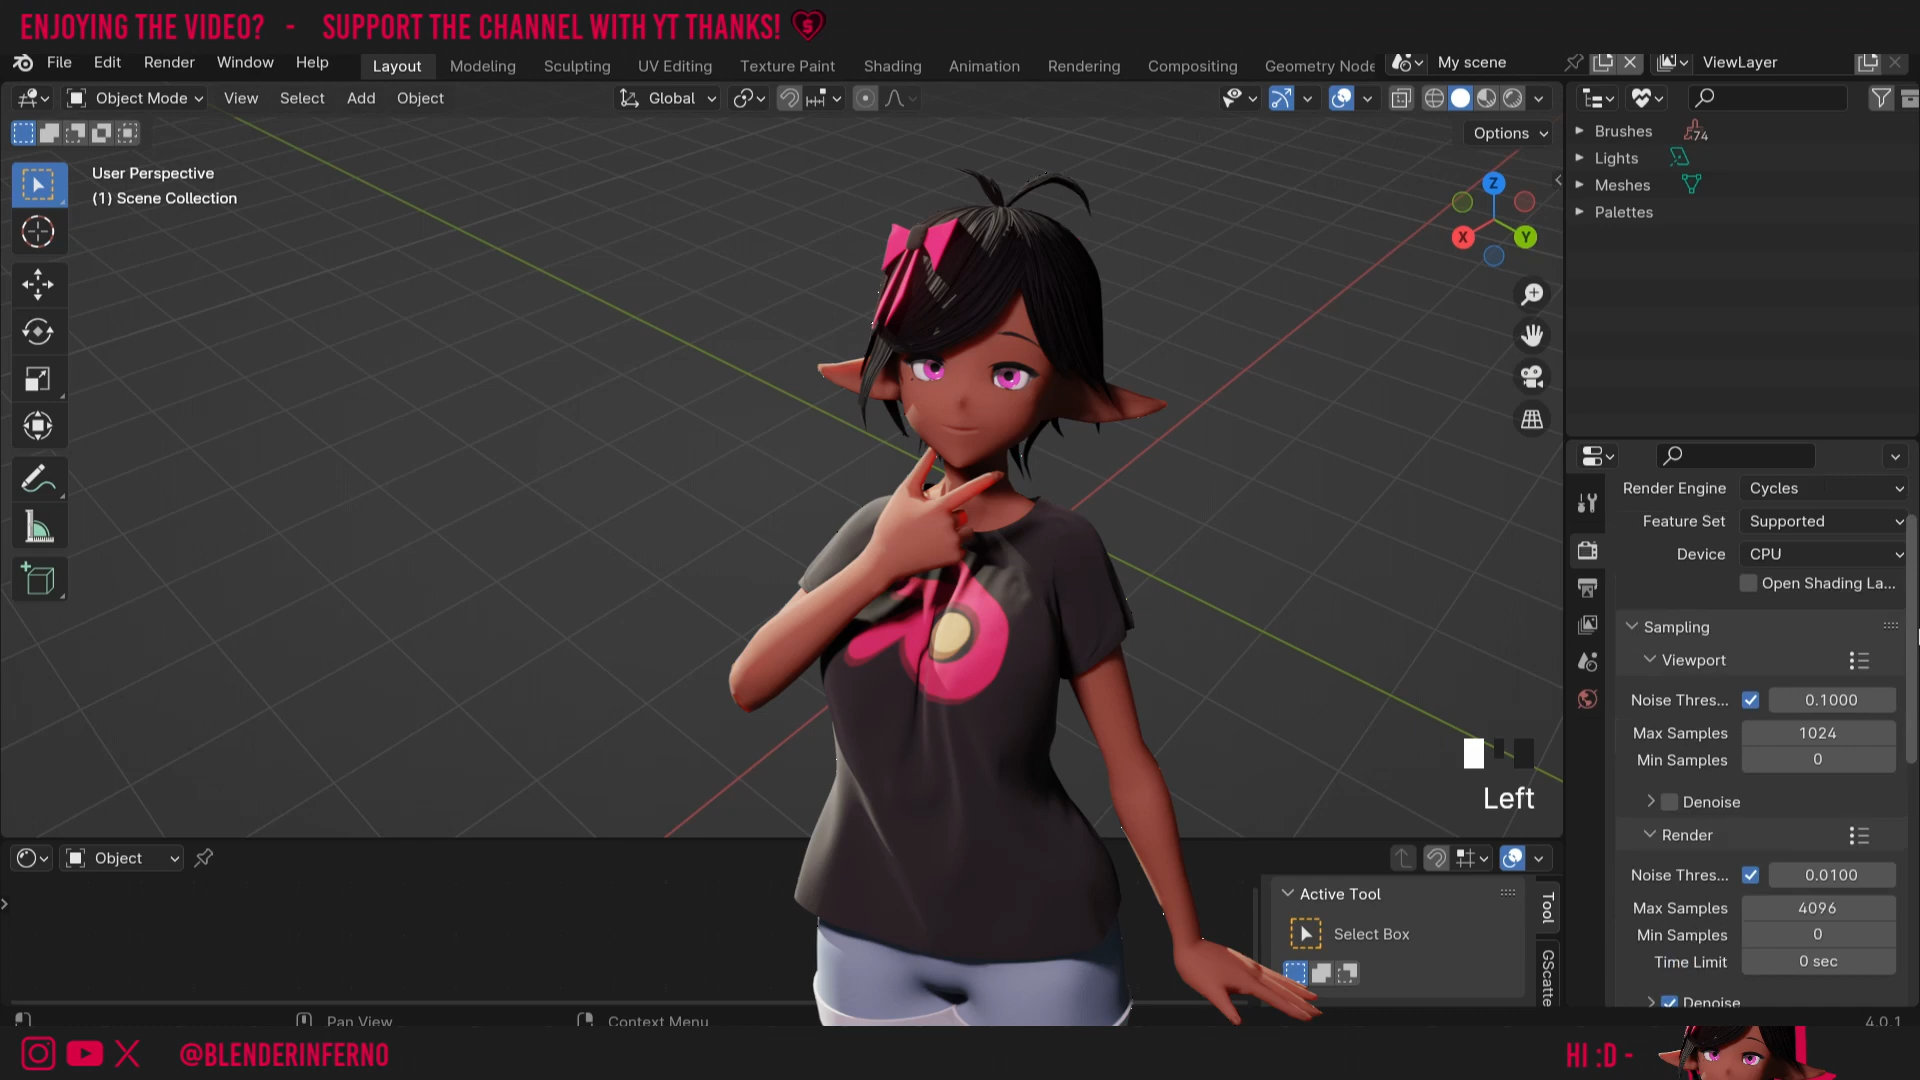 ENJOYING THE VIDEO? - SUPPORT THE CHANNEL WITH YT THANKS!
File Edit Render Window Help
Layout Modeling Sculpting UV Editing Texture Paint Shading Animation Rendering Compositing Geometry Node
My scene
ViewLayer
Object Mode View Select Add Object
Global
Options
User Perspective
(1) Scene Collection
Z
X
Y
Left
Brushes 74
Lights
Meshes
Palettes
Render Engine Cycles
Feature Set Supported
Device CPU
Open Shading La...
Sampling
Viewport
Noise Thres... 0.1000
Max Samples 1024
Min Samples 0
Denoise
Render
Noise Thres... 0.0100
Max Samples 4096
Min Samples 0
Time Limit 0 sec
Denoise
Object
Active Tool
Select Box
Tool
GScatte
Pan View
Context Menu
4.0.1
@BLENDERINFERNO
HI :D -